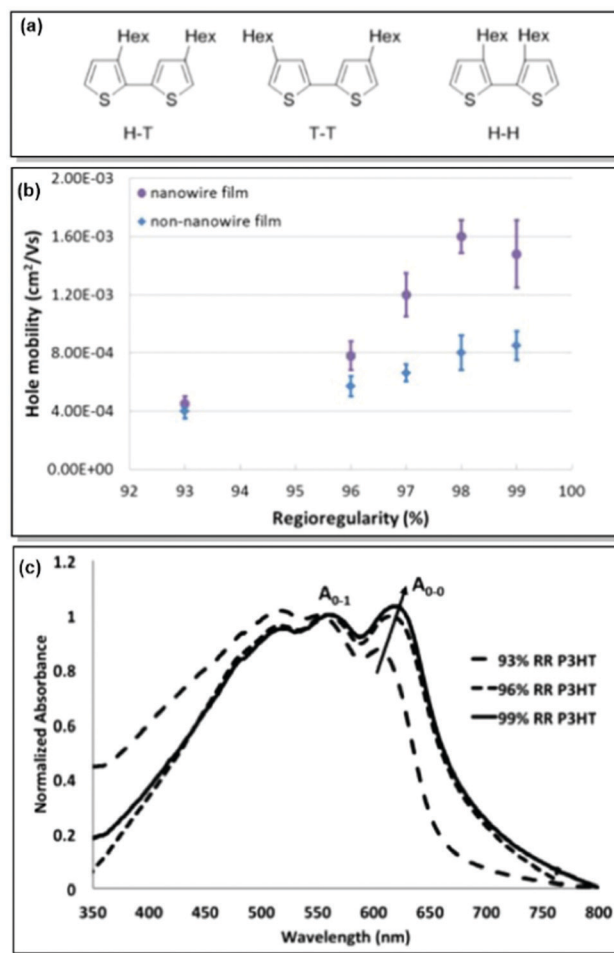 (a)
Hex Hex
S S
H-T
Hex Hex
S S
T-T
Hex Hex
S S
H-H
(b)
2.00E-03
1.60E-03
1.20E-03
8.00E-04
4.00E-04
0.00E+00
Hole mobility (cm²/Vs)
nanowire film
non-nanowire film
92 93 94 95 96 97 98 99 100
Regioregularity (%)
(c)
1.2
1
0.8
0.6
0.4
0.2
0
Normalized Absorbance
A0-1
A0-0
93% RR P3HT
96% RR P3HT
99% RR P3HT
350 400 450 500 550 600 650 700 750 800
Wavelength (nm)